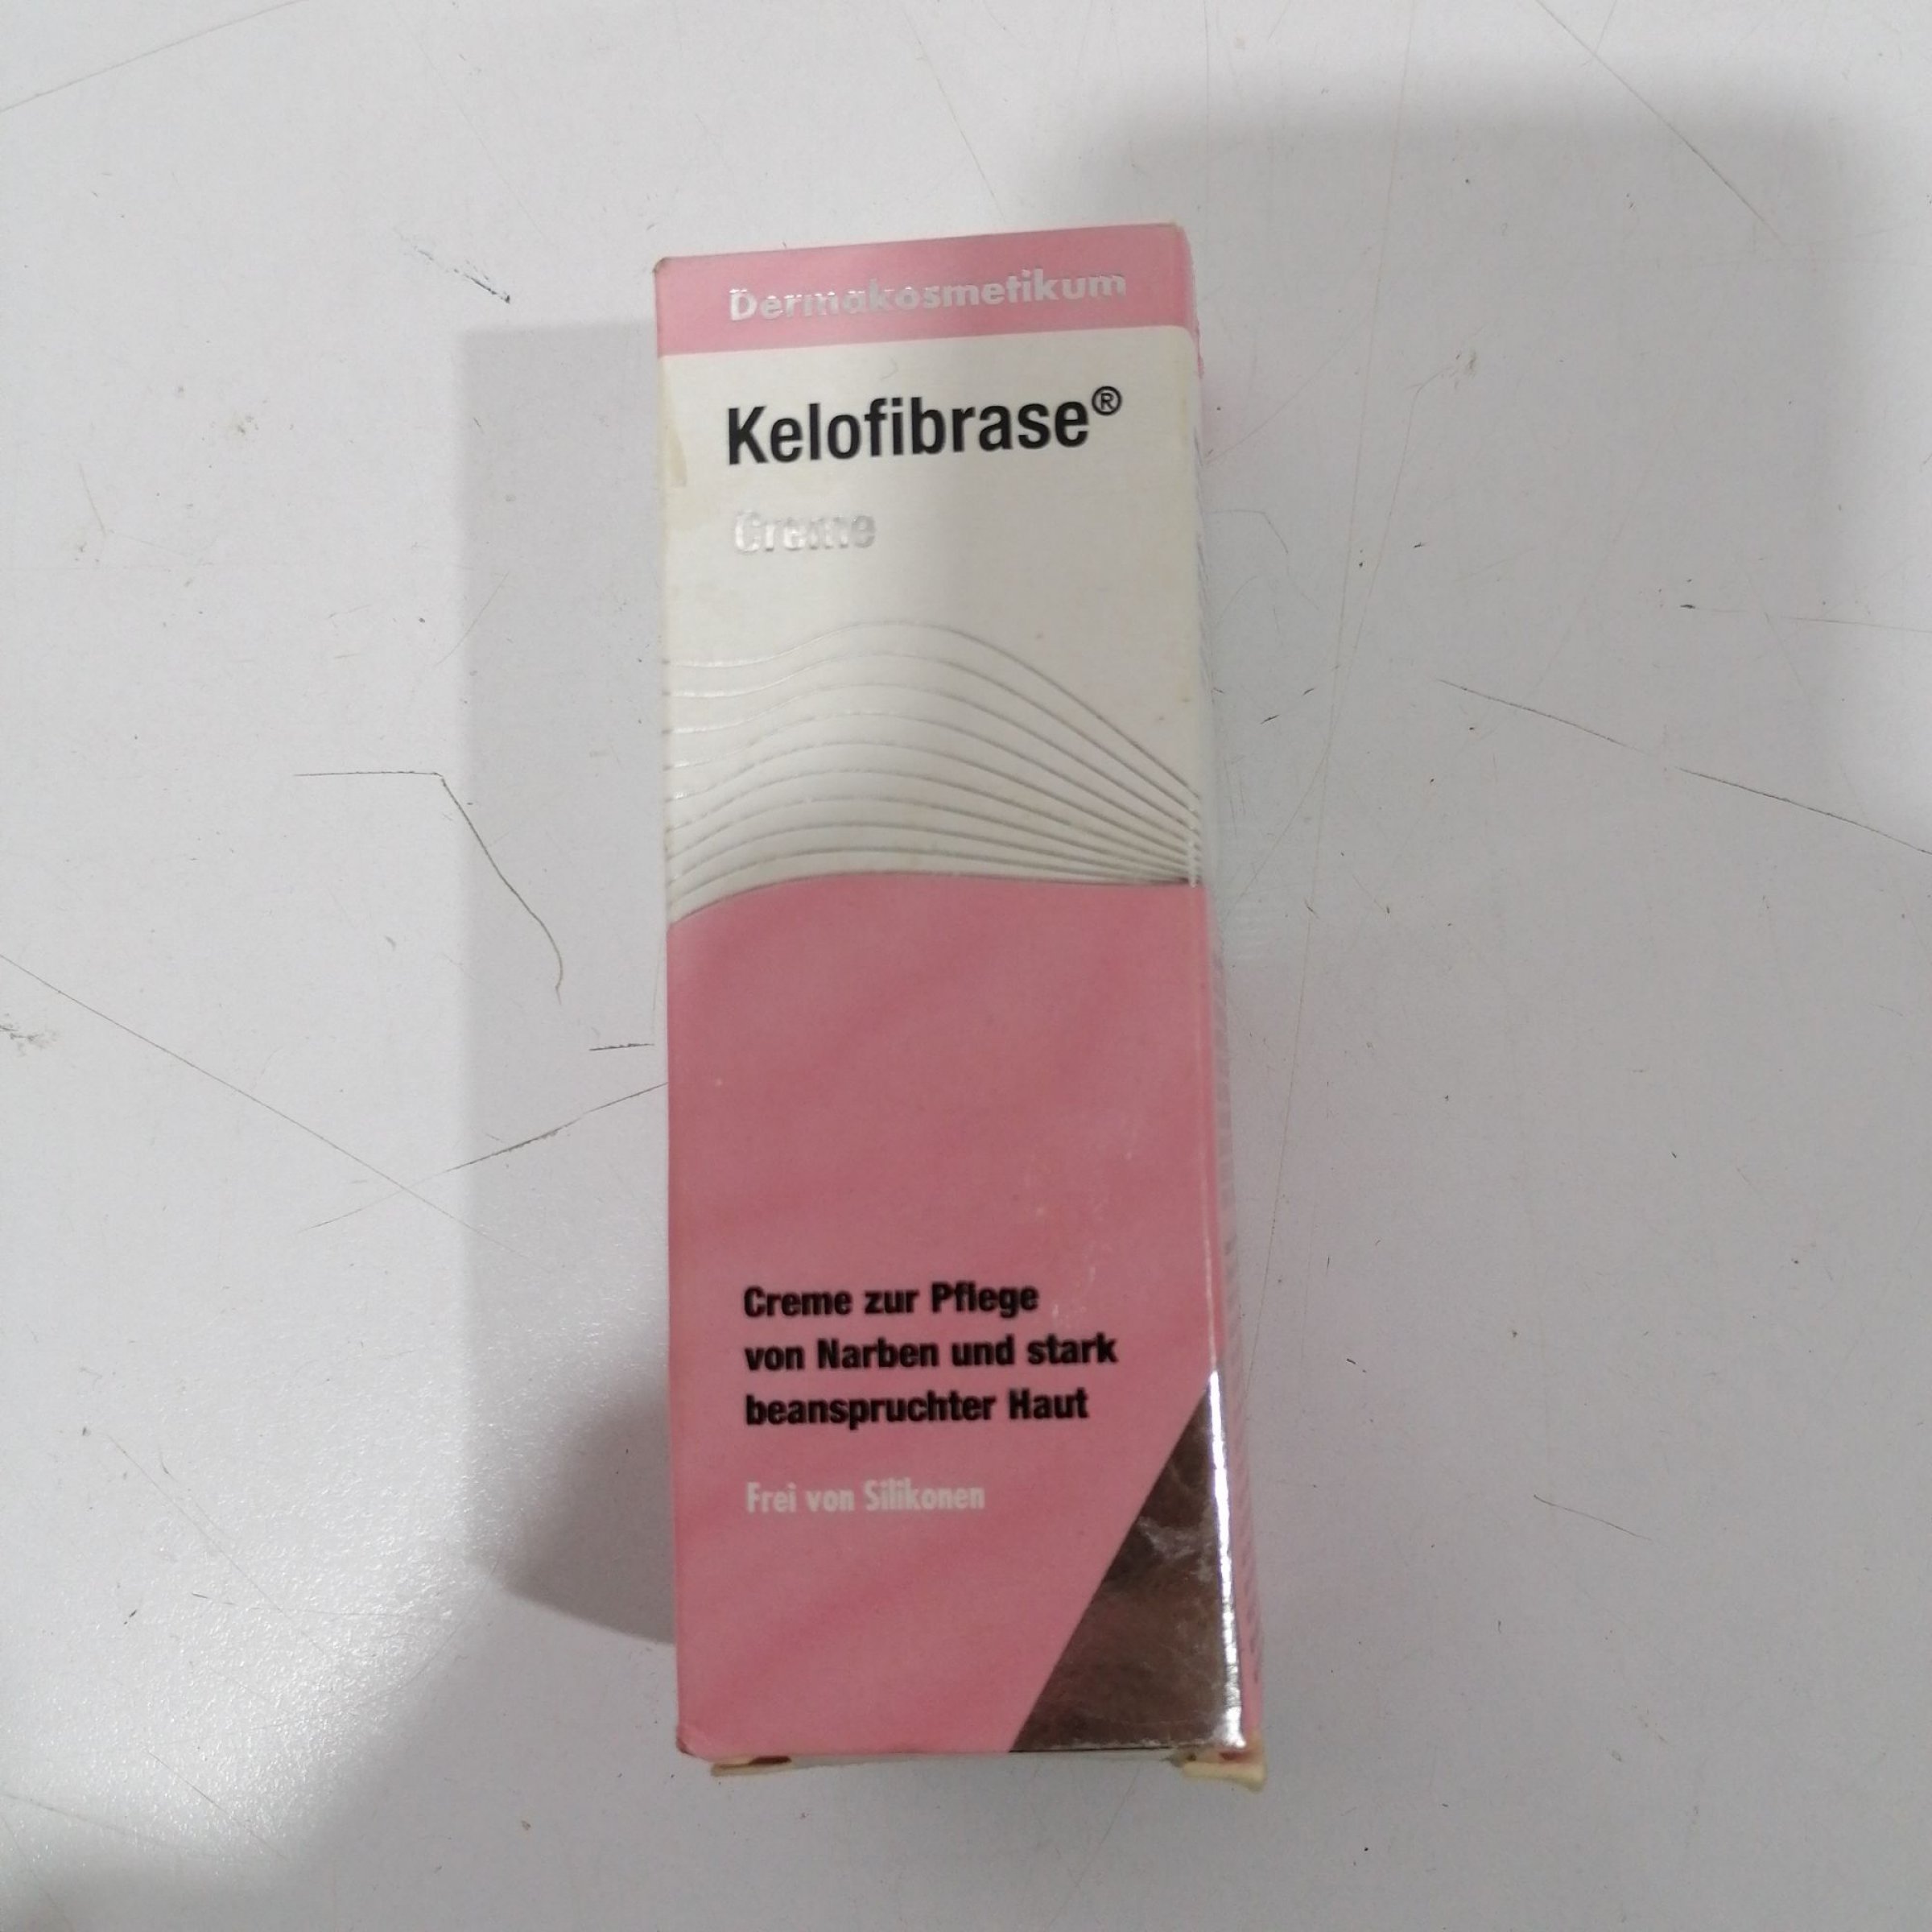 Dermakosmetikum
Kelofibrase®
Creme
Creme zur Pflege
von Narben und stark
beanspruchter Haut
Frei von Silikonen